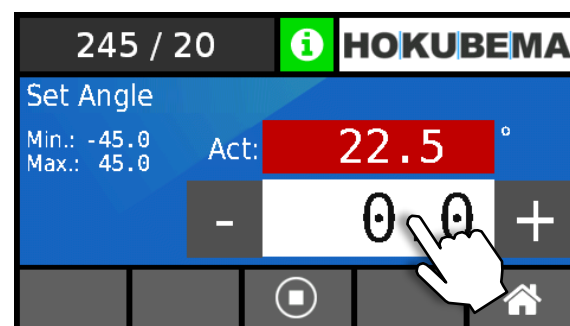 245 / 20
i
HOKUBEMA
Set Angle
Min.: -45.0
Max.: 45.0
Act: 22.5 °
- 0.0 +